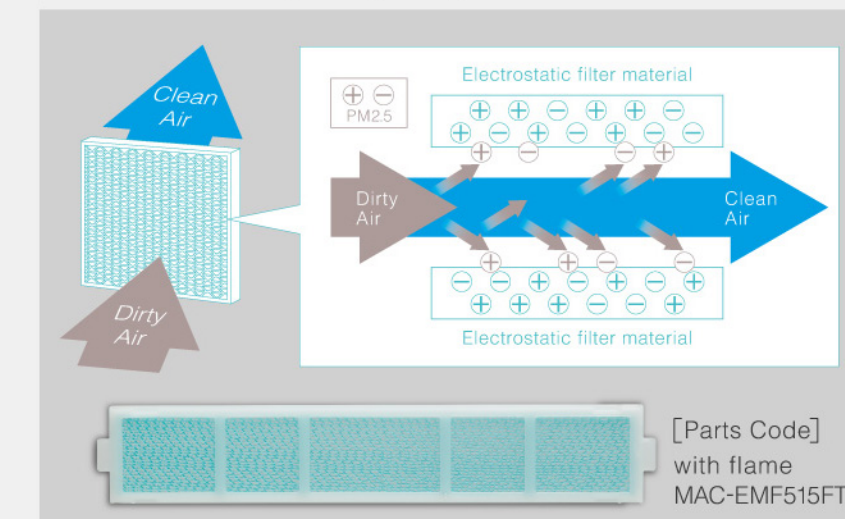 Clean
Air
Dirty
Air
⊕ ⊖
PM2.5
Electrostatic filter material
Dirty
Air
Clean
Air
Electrostatic filter material
[Parts Code]
with flame
MAC-EMF515FT